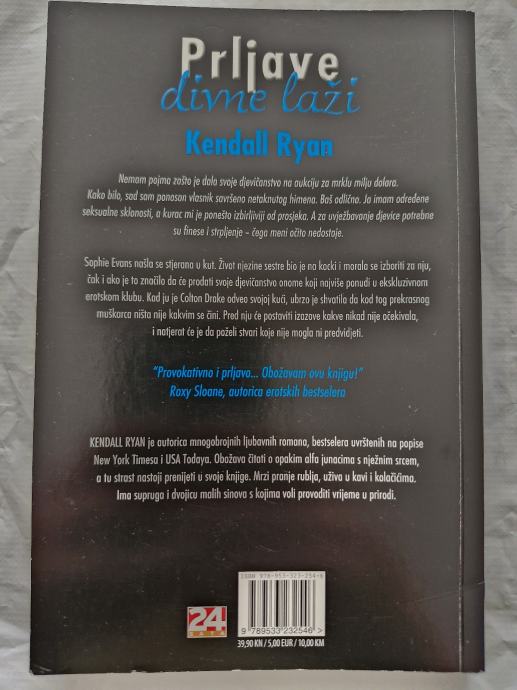 Prljave
divne laži
Kendall Ryan
Nemam pojma zašto je dala svoje djevičanstvo na aukciju za mrklu milju dolara.
Kako bilo, sad sam ponosan vlasnik savršeno netaknutog himena. Baš odlično. Ja imam određene
seksualne sklonosti, a kurac mi je ponešto izbirljiviji od prosjeka. A za uvježbavanje djevice potrebne
su finese i strpljenje – čega meni očito nedostaje.
Sophie Evans našla se stjerana u kut. Život njezine sestre bio je na kocki i morala se izboriti za nju,
čak i ako je to značilo da će prodati svoje djevičanstvo onome koji najviše ponudi u ekskluzivnom
erotskom klubu. Kad ju je Colton Drake odveo svojoj kući, ubrzo je shvatila da kod tog prekrasnog
muškarca ništa nije kakvim se čini. Pred nju će postaviti izazove kakve nikad nije očekivala,
i natjerat će je da poželi stvari koje nije mogla ni predvidjeti.
"Provokativno i prljavo... Obožavam ovu knjigu!"
Roxy Sloane, autorica erotskih bestselera
KENDALL RYAN je autorica mnogobrojnih ljubavnih romana, bestselera uvrštenih na popise
New York Timesa i USA Todaya. Obožava čitati o opakim alfa junacima s nježnim srcem,
a tu strast nastoji prenijeti u svoje knjige. Mrzi pranje rublja, uživa u kavi i kolačićima.
Ima supruga i dvojicu malih sinova s kojima voli provoditi vrijeme u prirodi.
ISBN 978-953-323-254-6
24
SATA
9 789533 232546 >
39,90 KN / 5,00 EUR / 10,00 KM